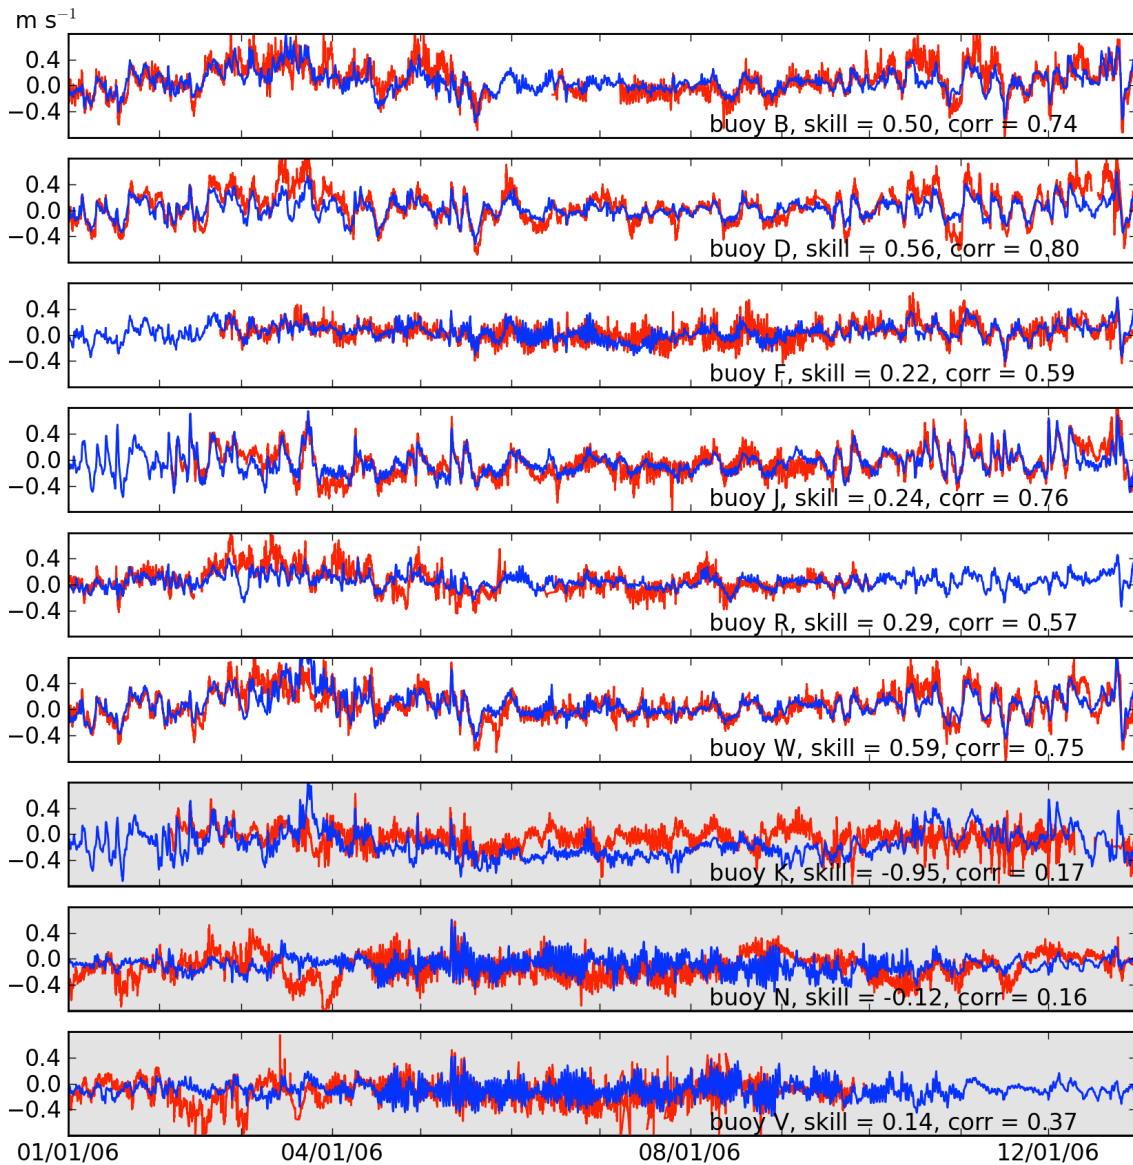 m s⁻¹
0.4
0.0
−0.4
buoy B, skill = 0.50, corr = 0.74
0.4
0.0
−0.4
buoy D, skill = 0.56, corr = 0.80
0.4
0.0
−0.4
buoy F, skill = 0.22, corr = 0.59
0.4
0.0
−0.4
buoy J, skill = 0.24, corr = 0.76
0.4
0.0
−0.4
buoy R, skill = 0.29, corr = 0.57
0.4
0.0
−0.4
buoy W, skill = 0.59, corr = 0.75
0.4
0.0
−0.4
buoy K, skill = -0.95, corr = 0.17
0.4
0.0
−0.4
buoy N, skill = -0.12, corr = 0.16
0.4
0.0
−0.4
buoy V, skill = 0.14, corr = 0.37
01/01/06 04/01/06 08/01/06 12/01/06